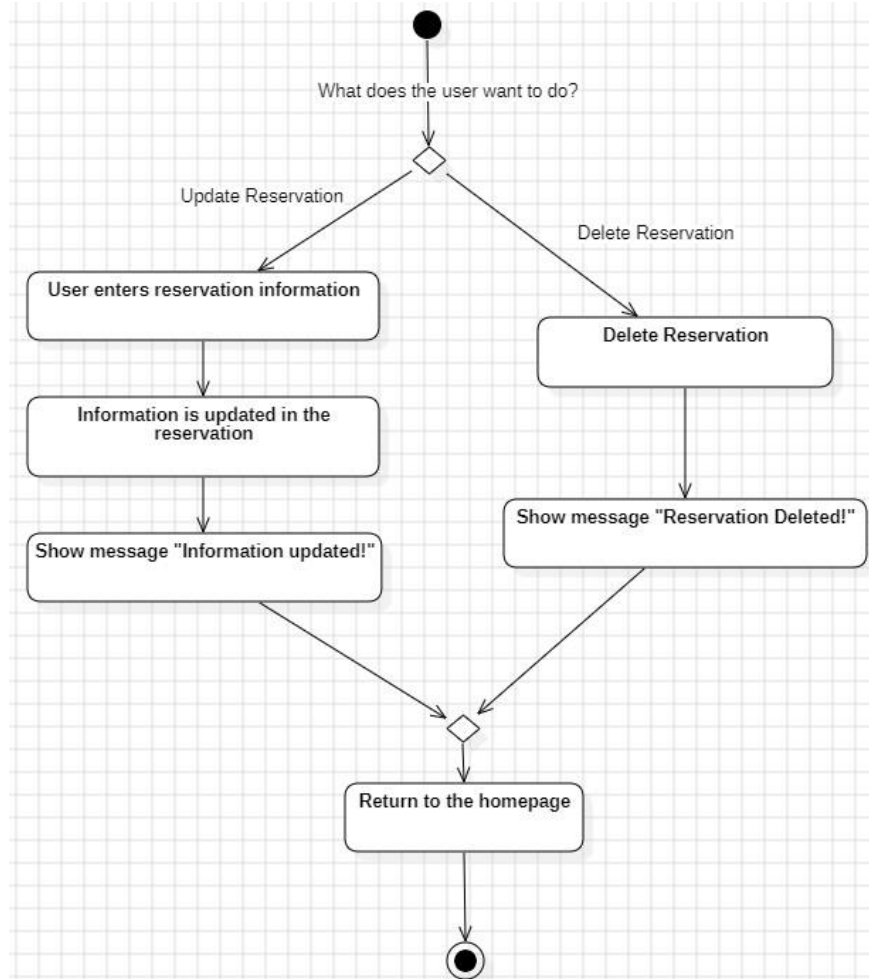 What does the user want to do?
Update Reservation
Delete Reservation
User enters reservation information
Delete Reservation
Information is updated in the
reservation
Show message "Reservation Deleted!"
Show message "Information updated!"
Return to the homepage